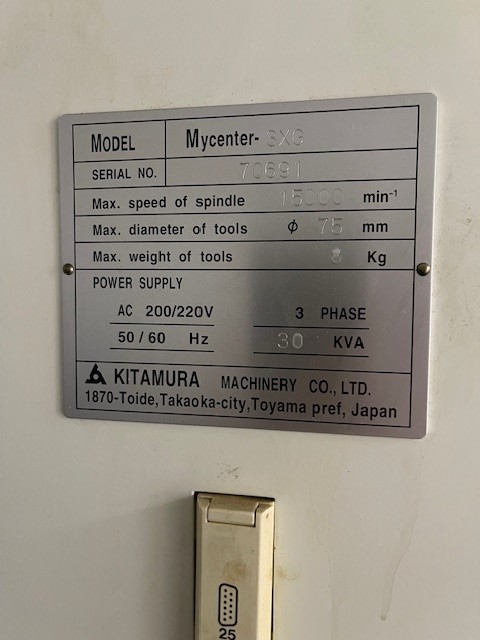 MODEL Mycenter-3XG
SERIAL NO. 70691
Max. speed of spindle 15000 min⁻¹
Max. diameter of tools ϕ 75 mm
Max. weight of tools Kg
POWER SUPPLY
AC 200/220V 3 PHASE
50/60 Hz 30 KVA
KITAMURA MACHINERY CO., LTD.
1870-Toide, Takaoka-city, Toyama pref, Japan
25